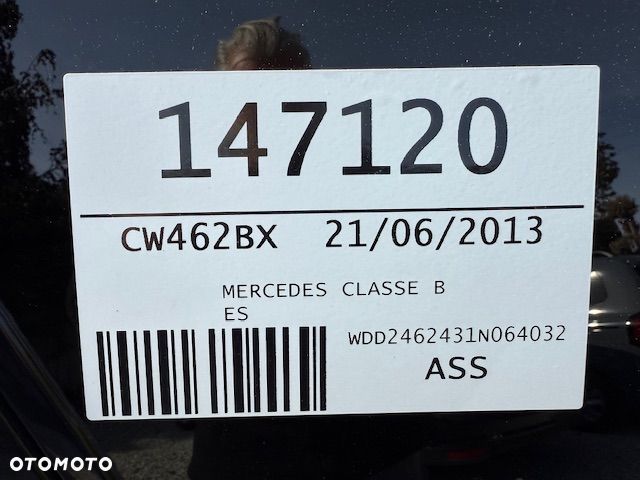 147120
CW462BX 21/06/2013
MERCEDES CLASSE B
ES
WDD2462431N064032
ASS
OTOMOTO